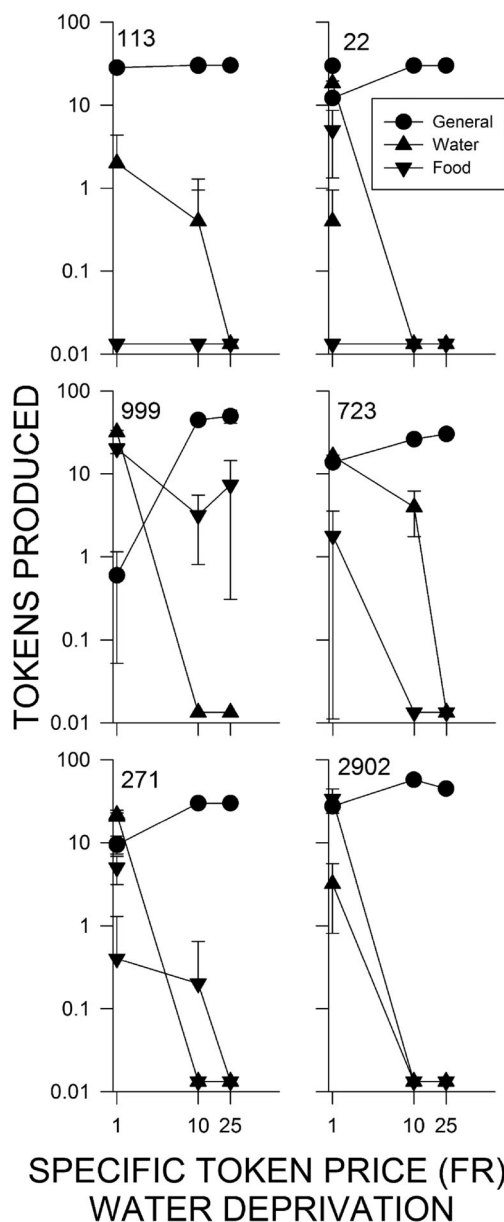 113
22
100
10
1
0.1
0.01
General
Water
Food
999
723
100
10
1
0.1
0.01
271
2902
100
10
1
0.1
0.01
1 10 25
1 10 25
TOKENS PRODUCED
SPECIFIC TOKEN PRICE (FR)
WATER DEPRIVATION